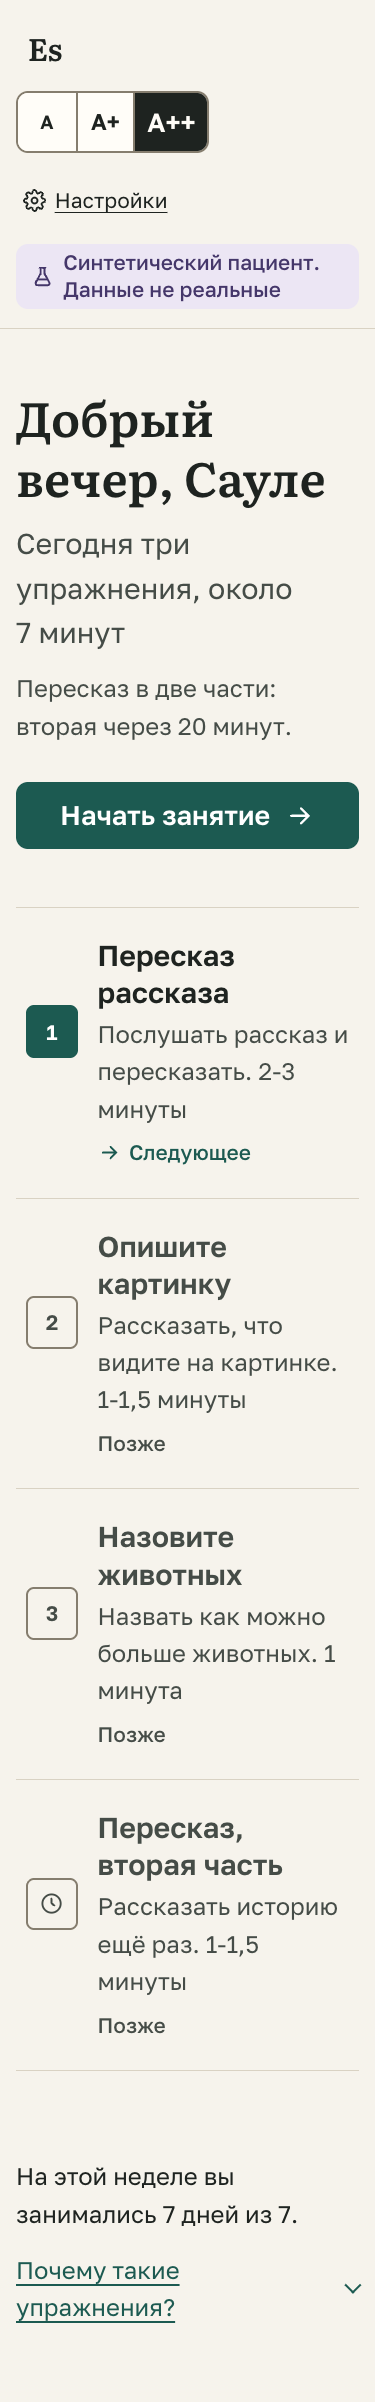 Es
A A+ A++
Настройки
Синтетический пациент.
Данные не реальные
Добрый
вечер, Сауле
Сегодня три
упражнения, около
7 минут
Пересказ в две части:
вторая через 20 минут.
Начать занятие →
Пересказ
рассказа
1
Послушать рассказ и
пересказать. 2-3
минуты
→ Следующее
Опишите
картинку
2
Рассказать, что
видите на картинке.
1-1,5 минуты
Позже
Назовите
животных
3
Назвать как можно
больше животных. 1
минута
Позже
Пересказ,
вторая часть
Рассказать историю
ещё раз. 1-1,5
минуты
Позже
На этой неделе вы
занимались 7 дней из 7.
Почему такие
упражнения?